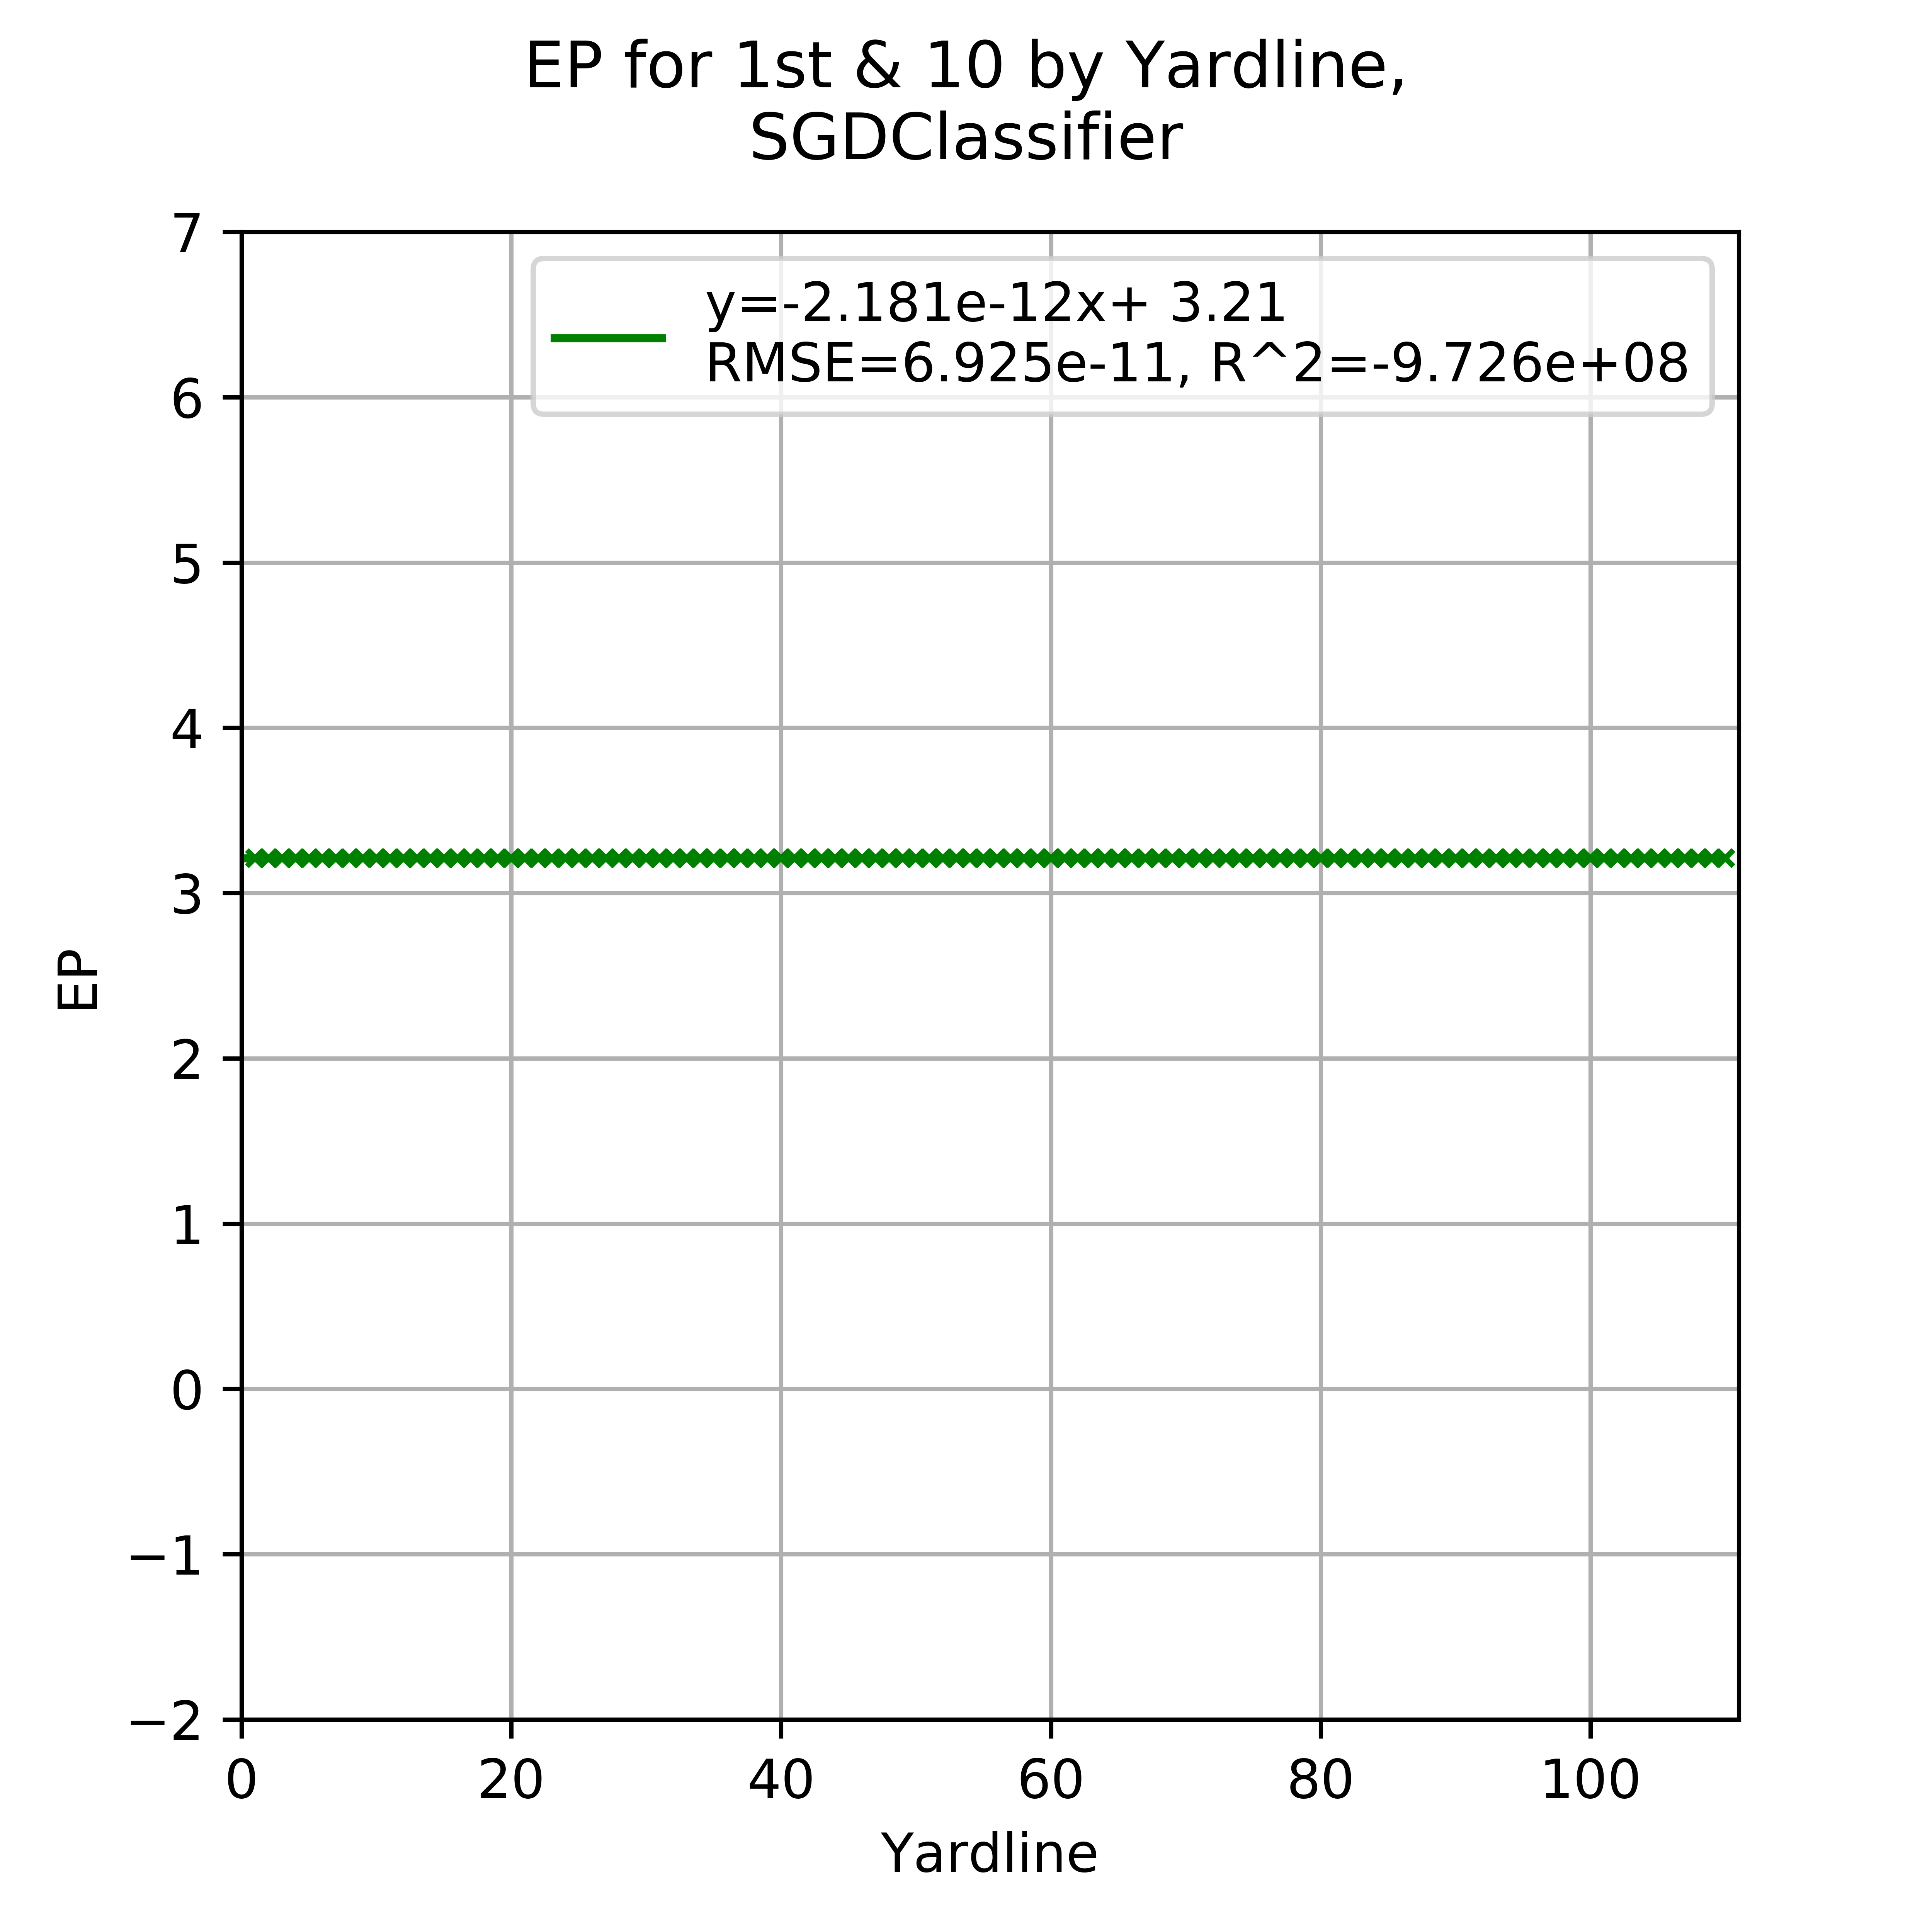 EP for 1st & 10 by Yardline,
SGDClassifier
y=-2.181e-12x+ 3.21
RMSE=6.925e-11, R^2=-9.726e+08
7
6
5
4
3
2
1
0
−1
−2
EP
0 20 40 60 80 100
Yardline